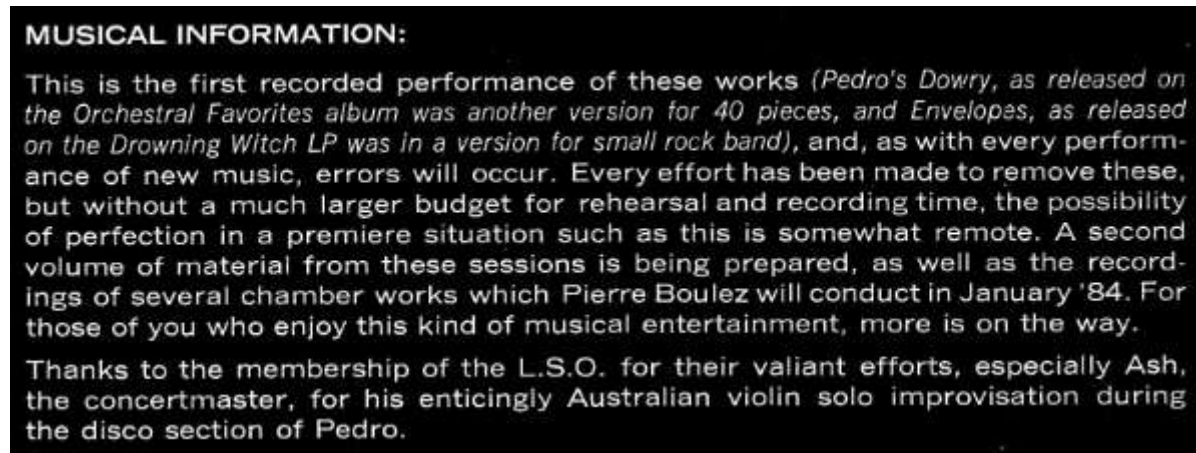 MUSICAL INFORMATION:
This is the first recorded performance of these works (Pedro's Dowry, as released on
the Orchestral Favorites album was another version for 40 pieces, and Envelopes, as released
on the Drowning Witch LP was in a version for small rock band), and, as with every perform-
ance of new music, errors will occur. Every effort has been made to remove these,
but without a much larger budget for rehearsal and recording time, the possibility
of perfection in a premiere situation such as this is somewhat remote. A second
volume of material from these sessions is being prepared, as well as the record-
ings of several chamber works which Pierre Boulez will conduct in January '84. For
those of you who enjoy this kind of musical entertainment, more is on the way.
Thanks to the membership of the L.S.O. for their valiant efforts, especially Ash,
the concertmaster, for his enticingly Australian violin solo improvisation during
the disco section of Pedro.